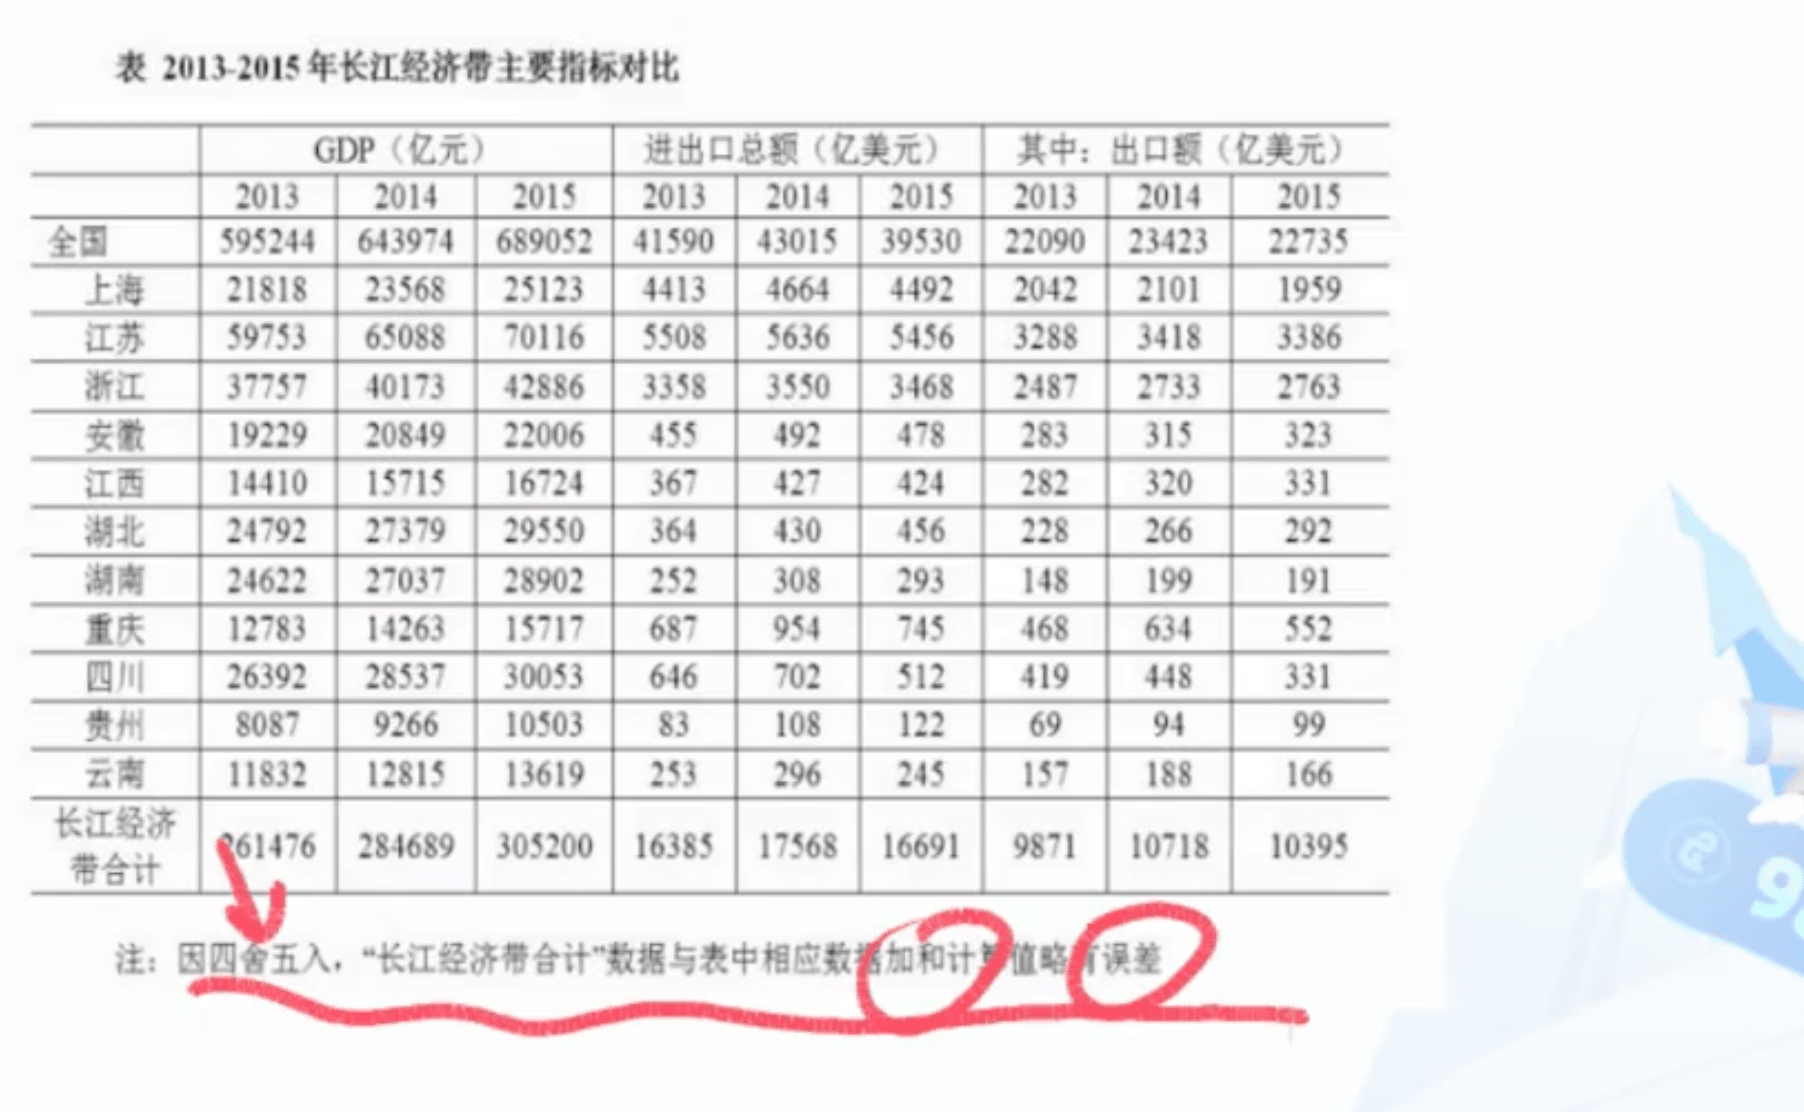 表 2013-2015年长江经济带主要指标对比
GDP（亿元） 进出口总额（亿美元） 其中：出口额（亿美元）
2013 2014 2015 2013 2014 2015 2013 2014 2015
全国 595244 643974 689052 41590 43015 39530 22090 23423 22735
上海 21818 23568 25123 4413 4664 4492 2042 2101 1959
江苏 59753 65088 70116 5508 5636 5456 3288 3418 3386
浙江 37757 40173 42886 3358 3550 3468 2487 2733 2763
安徽 19229 20849 22006 455 492 478 283 315 323
江西 14410 15715 16724 367 427 424 282 320 331
湖北 24792 27379 29550 364 430 456 228 266 292
湖南 24622 27037 28902 252 308 293 148 199 191
重庆 12783 14263 15717 687 954 745 468 634 552
四川 26392 28537 30053 646 702 512 419 448 331
贵州 8087 9266 10503 83 108 122 69 94 99
云南 11832 12815 13619 253 296 245 157 188 166
长江经济
带合计 261476 284689 305200 16385 17568 16691 9871 10718 10395
注：因四舍五入，“长江经济带合计”数据与表中相应数据加和计算值略有误差